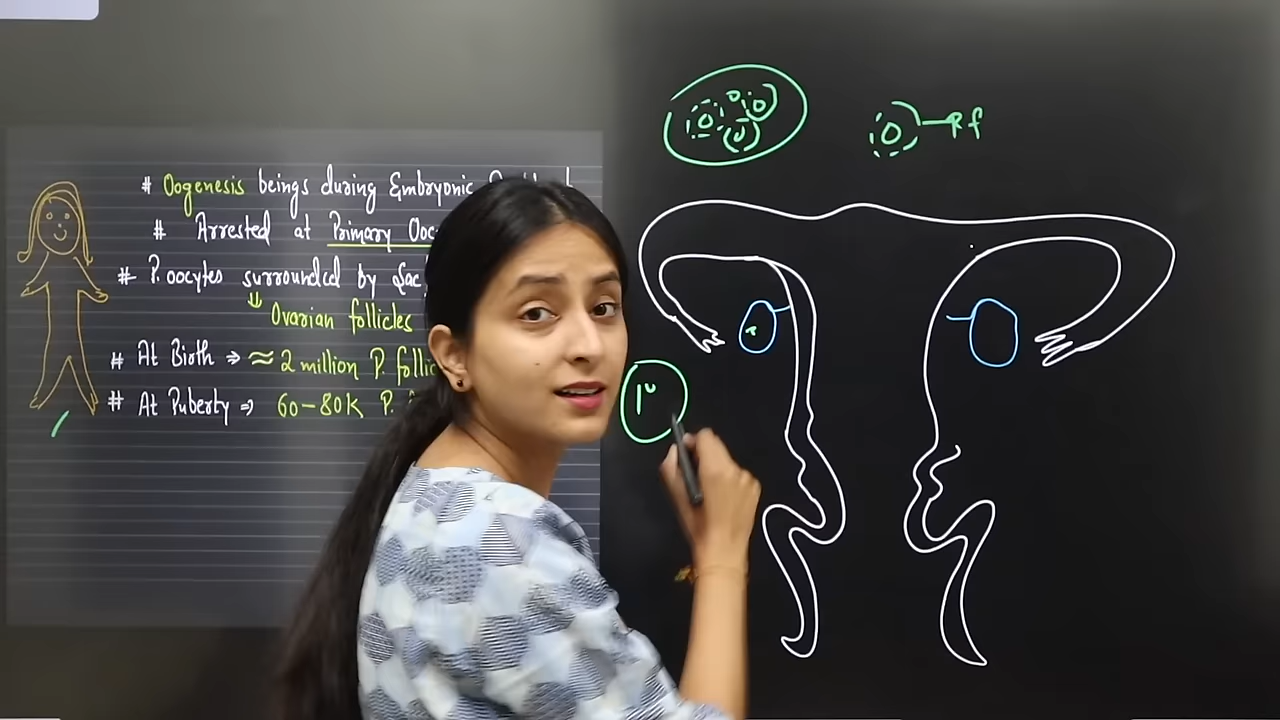 # Oogenesis beings during Embryonic
# Arrested at Primary
# P. oocytes surrounded by
Ovarian follicles
# At Birth ⇒ ≈ 2 million P.
# At Puberty ⇒ 60-80K P.
Pf
1°